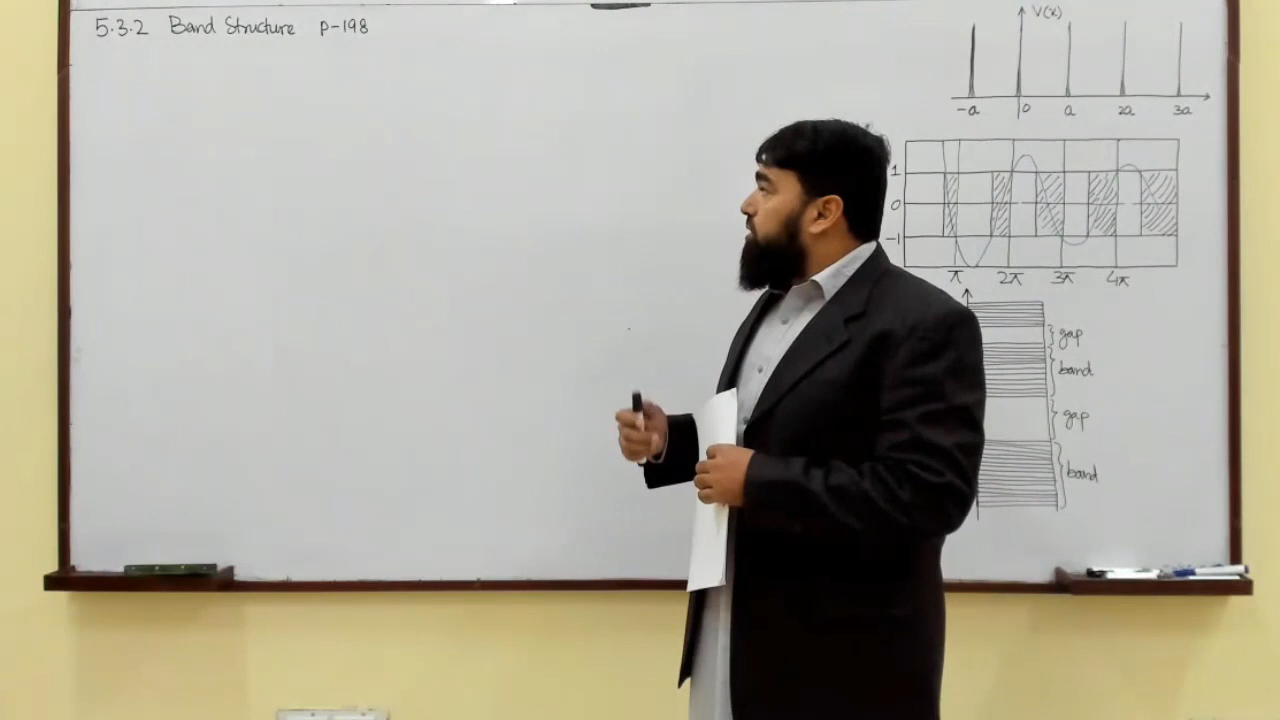 5.3.2 Band Structure p-198
V(x)
-a 0 a 2a 3a
1
0
-1
π 2π 3π 4π
gap
band
gap
band